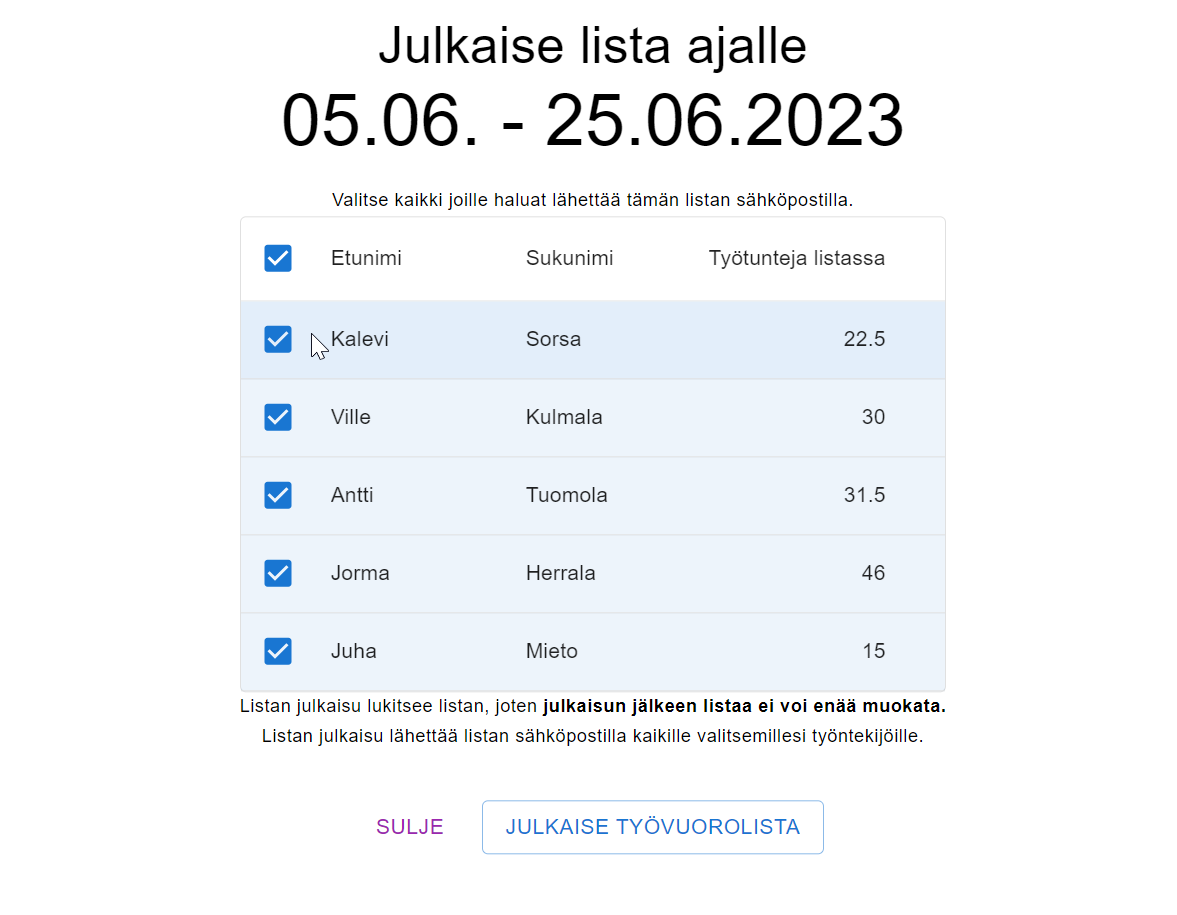 Julkaise lista ajalle
05.06. - 25.06.2023
Valitse kaikki joille haluat lähettää tämän listan sähköpostilla.
Etunimi Sukunimi Työtunteja listassa
Kalevi Sorsa 22.5
Ville Kulmala 30
Antti Tuomola 31.5
Jorma Herrala 46
Juha Mieto 15
Listan julkaisu lukitsee listan, joten julkaisun jälkeen listaa ei voi enää muokata.
Listan julkaisu lähettää listan sähköpostilla kaikille valitsemillesi työntekijöille.
SULJE JULKAISE TYÖVUOROLISTA